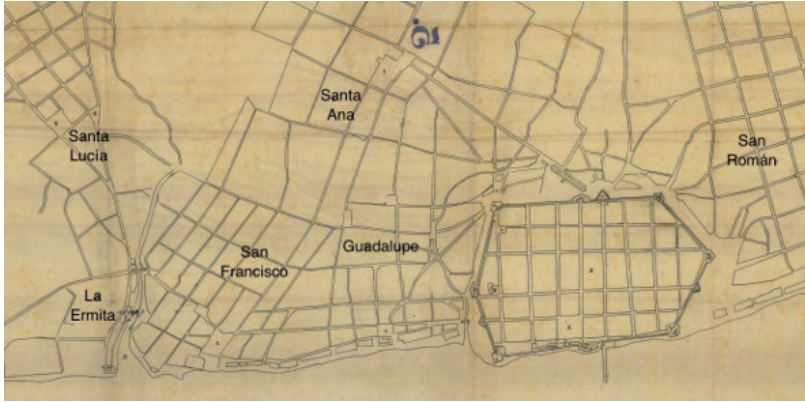 Santa
Ana
Santa
Lucía
San
Román
San
Francisco
Guadalupe
La
Ermita